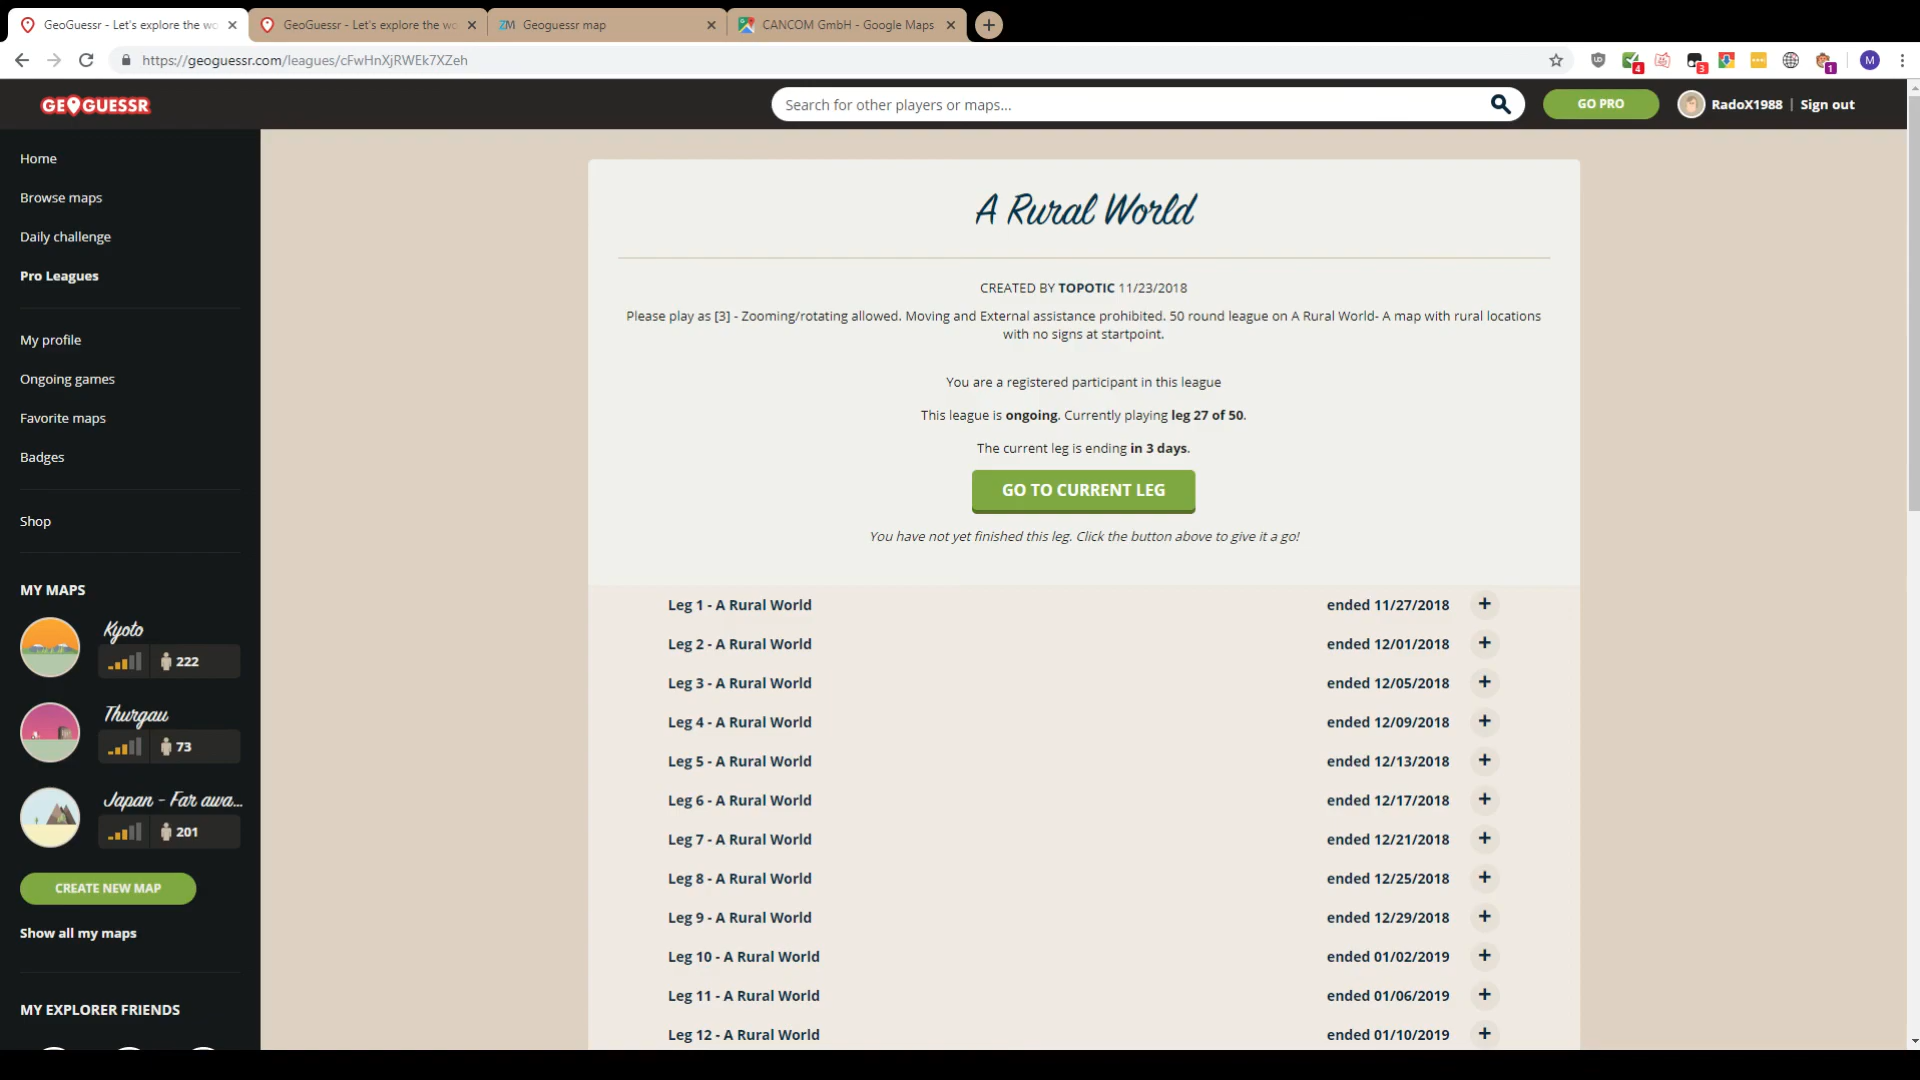 GeoGuessr - Let's explore the wo
GeoGuessr - Let's explore the wo
Geoguessr map
CANCOM GmbH - Google Maps
https://geoguessr.com/leagues/cFwHnXjRWEk7XZeh
4
3
1
M
GEOGUESSR
Search for other players or maps...
GO PRO
RadoX1988 | Sign out
Home
Browse maps
Daily challenge
Pro Leagues
My profile
Ongoing games
Favorite maps
Badges
Shop
MY MAPS
Kyoto
222
Thurgau
73
Japan - Far awa...
201
CREATE NEW MAP
Show all my maps
MY EXPLORER FRIENDS
A Rural World
CREATED BY TOPOTIC 11/23/2018
Please play as [3] - Zooming/rotating allowed. Moving and External assistance prohibited. 50 round league on A Rural World- A map with rural locations
with no signs at startpoint.
You are a registered participant in this league
This league is ongoing. Currently playing leg 27 of 50.
The current leg is ending in 3 days.
GO TO CURRENT LEG
You have not yet finished this leg. Click the button above to give it a go!
Leg 1 - A Rural World ended 11/27/2018 +
Leg 2 - A Rural World ended 12/01/2018 +
Leg 3 - A Rural World ended 12/05/2018 +
Leg 4 - A Rural World ended 12/09/2018 +
Leg 5 - A Rural World ended 12/13/2018 +
Leg 6 - A Rural World ended 12/17/2018 +
Leg 7 - A Rural World ended 12/21/2018 +
Leg 8 - A Rural World ended 12/25/2018 +
Leg 9 - A Rural World ended 12/29/2018 +
Leg 10 - A Rural World ended 01/02/2019 +
Leg 11 - A Rural World ended 01/06/2019 +
Leg 12 - A Rural World ended 01/10/2019 +